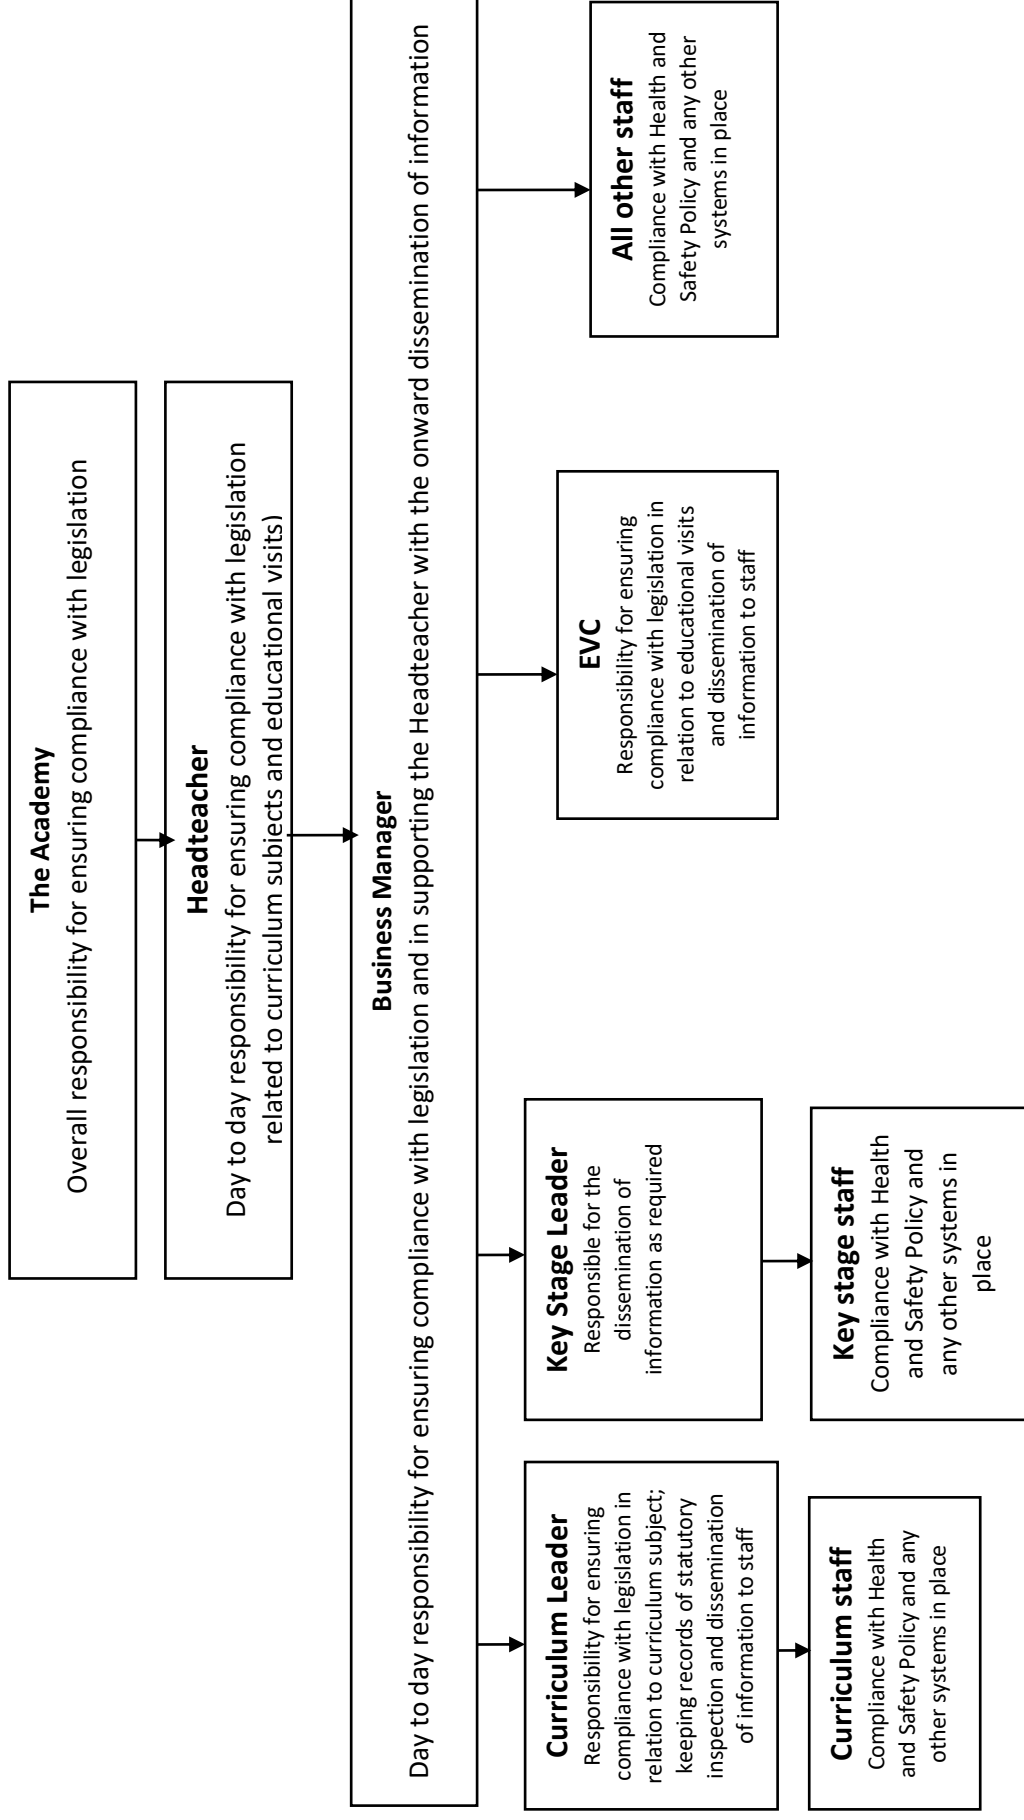 The Academy
Overall responsibility for ensuring compliance with legislation
Headteacher
Day to day responsibility for ensuring compliance with legislation
related to curriculum subjects and educational visits)
Business Manager
Day to day responsibility for ensuring compliance with legislation and in supporting the Headteacher with the onward dissemination of information
Curriculum Leader
Responsibility for ensuring
compliance with legislation in
relation to curriculum subject;
keeping records of statutory
inspection and dissemination
of information to staff
Key Stage Leader
Responsible for the
dissemination of
information as required
EVC
Responsibility for ensuring
compliance with legislation in
relation to educational visits
and dissemination of
information to staff
All other staff
Compliance with Health and
Safety Policy and any other
systems in place
Curriculum staff
Compliance with Health
and Safety Policy and any
other systems in place
Key stage staff
Compliance with Health
and Safety Policy and
any other systems in
place